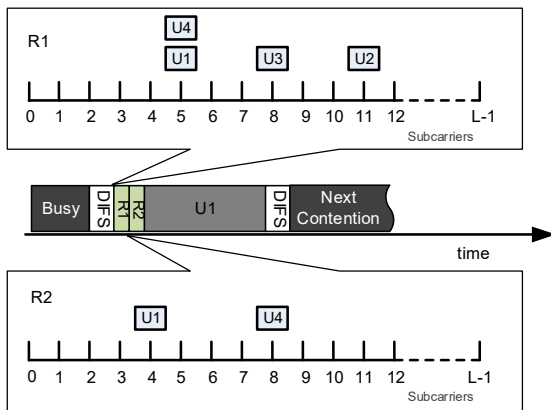 R1
U4
U1 U3 U2
0 1 2 3 4 5 6 7 8 9 10 11 12 L-1
Subcarriers
Busy DIFS R1 R2 U1 DIFS Next Contention
time
R2
U1 U4
0 1 2 3 4 5 6 7 8 9 10 11 12 L-1
Subcarriers